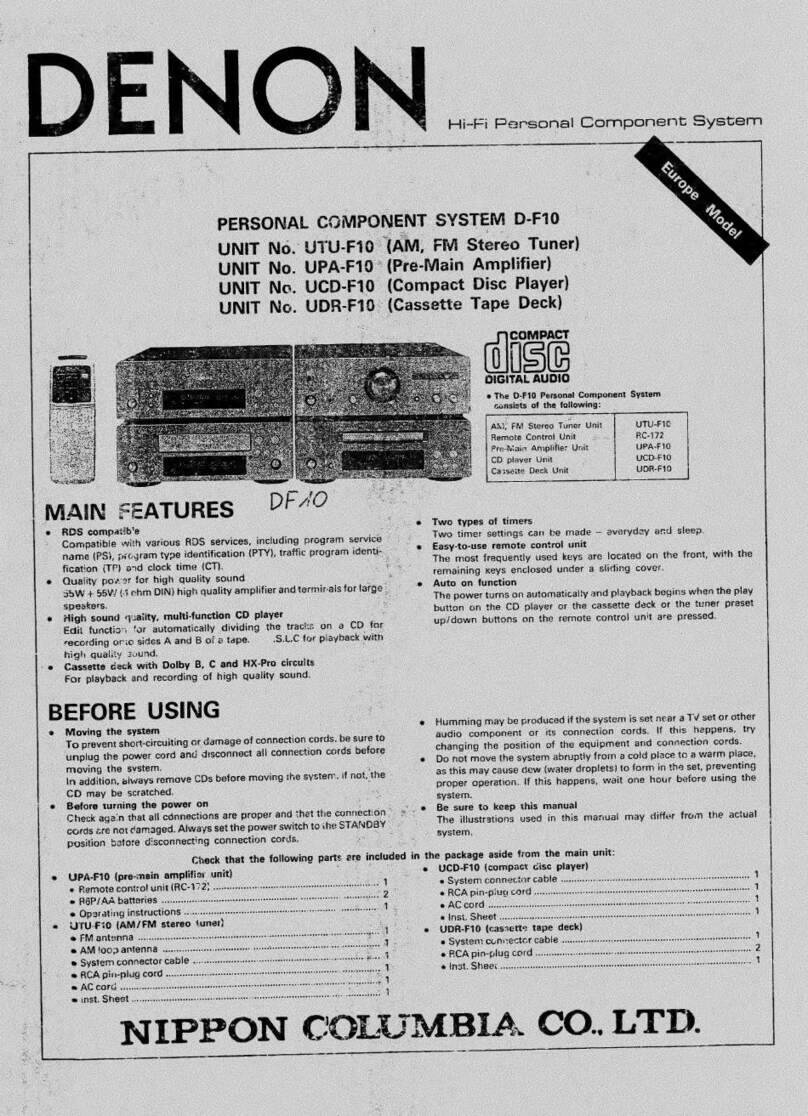 DENON
Hi-Fi Personal Component System
Europe Model
PERSONAL COMPONENT SYSTEM D-F10
UNIT No. UTU-F10 (AM, FM Stereo Tuner)
UNIT No. UPA-F10 (Pre-Main Amplifier)
UNIT No. UCD-F10 (Compact Disc Player)
UNIT No. UDR-F10 (Cassette Tape Deck)
COMPACT
disc
DIGITAL AUDIO
• The D-F10 Personal Component System
consists of the following:
AM, FM Stereo Tuner Unit UTU-F10
Remote Control Unit RC-172
Pre-Main Amplifier Unit UPA-F10
CD player Unit UCD-F10
Cassette Deck Unit UDR-F10
DF10
MAIN FEATURES
• RDS compatible
Compatible with various RDS services, including program service
name (PS), program type identification (PTY), traffic program identi-
fication (TP) and clock time (CT).
• Quality power for high quality sound
55W + 55W (4 ohm DIN) high quality amplifier and terminals for large
speakers.
• High sound quality, multi-function CD player
Edit function for automatically dividing the tracks on a CD for
recording onto sides A and B of a tape. .S.L.C for playback with
high quality sound.
• Cassette deck with Dolby B, C and HX-Pro circuits
For playback and recording of high quality sound.
• Two types of timers
Two timer settings can be made – everyday and sleep.
• Easy-to-use remote control unit
The most frequently used keys are located on the front, with the
remaining keys enclosed under a sliding cover.
• Auto on function
The power turns on automatically and playback begins when the play
button on the CD player or the cassette deck or the tuner preset
up/down buttons on the remote control unit are pressed.
BEFORE USING
• Moving the system
To prevent short-circuiting or damage of connection cords, be sure to
unplug the power cord and disconnect all connection cords before
moving the system.
In addition, always remove CDs before moving the system, if not, the
CD may be scratched.
• Before turning the power on
Check again that all connections are proper and that the connection
cords are not damaged. Always set the power switch to the STANDBY
position before disconnecting connection cords.
• Humming may be produced if the system is set near a TV set or other
audio component or its connection cords. If this happens, try
changing the position of the equipment and connection cords.
• Do not move the system abruptly from a cold place to a warm place,
as this may cause dew (water droplets) to form in the set, preventing
proper operation. If this happens, wait one hour before using the
system.
• Be sure to keep this manual
The illustrations used in this manual may differ from the actual
system.
Check that the following parts are included in the package aside from the main unit:
• UPA-F10 (pre-main amplifier unit)
• Remote control unit (RC-172) ........ 1
• R6P/AA batteries ........ 2
• Operating instructions ........ 1
• UTU-F10 (AM/FM stereo tuner)
• FM antenna ........ 1
• AM loop antenna ........ 1
• System connector cable ........ 1
• RCA pin-plug cord ........ 1
• AC cord ........ 1
• Inst. Sheet ........ 1
• UCD-F10 (compact disc player)
• System connector cable ........ 1
• RCA pin-plug cord ........ 1
• AC cord ........ 1
• Inst. Sheet ........ 1
• UDR-F10 (cassette tape deck)
• System connector cable ........ 1
• RCA pin-plug cord ........ 2
• Inst. Sheet ........ 1
NIPPON COLUMBIA CO., LTD.